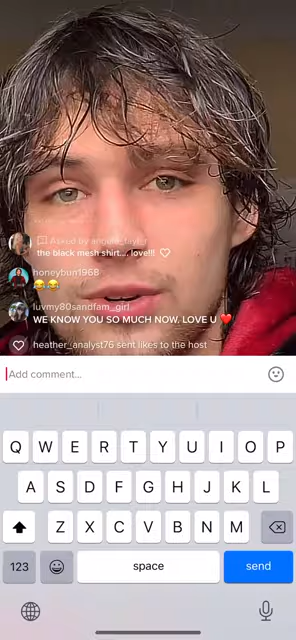 Asked by
the black mesh shirt.... love!!!
honeybun1968
😂😂
luvmy80sandfam_girl
WE KNOW YOU SO MUCH NOW. LOVE U ❤️
heather_analyst76 sent likes to the host
Add comment...
Q W E R T Y U I O P
A S D F G H J K L
Z X C V B N M
123 space send